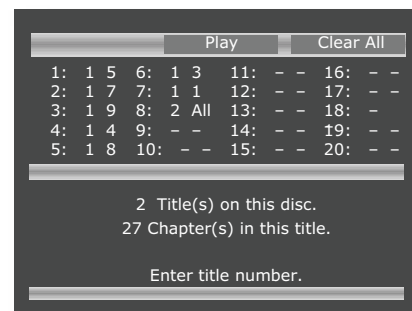 Play Clear All
1: 1 5 6: 1 3 11: – – 16: – –
2: 1 7 7: 1 1 12: – – 17: – –
3: 1 9 8: 2 All 13: – – 18: –
4: 1 4 9: – – 14: – – ‡9: – –
5: 1 8 10: – – 15: – – 20: – –
2 Title(s) on this disc.
27 Chapter(s) in this title.
Enter title number.